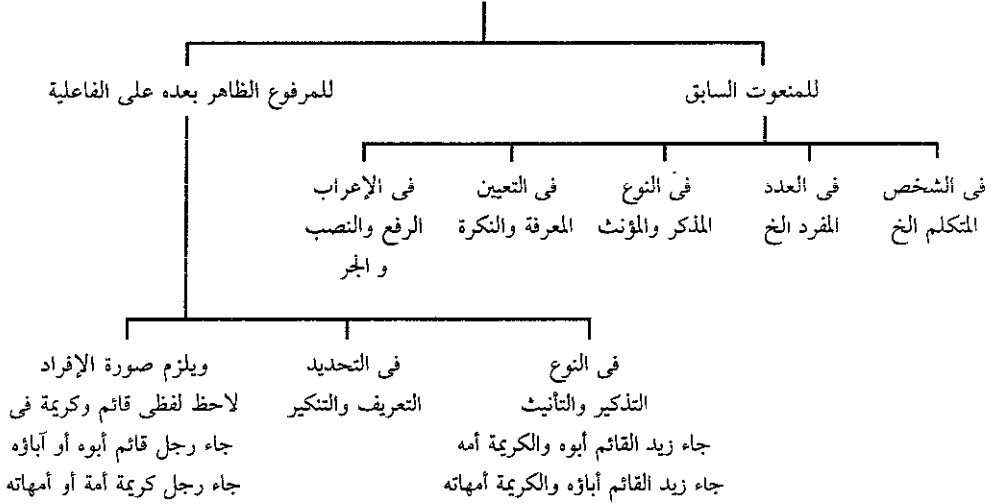 للمنعوت السابق
للمرفوع الظاهر بعده على الفاعلية
فى الشخص
المتكلم الخ
فى العدد
المفرد الخ
فى النوع
المذكر والمؤنث
فى التعيين
المعرفة والنكرة
فى الإعراب
الرفع والنصب
و الجر
فى النوع
التذكير والتأنيث
جاء زيد القائم أبوه والكريمة أمه
جاء زيد القائم أباؤه والكريمة أمهاته
فى التحديد
التعريف والتنكير
ويلزم صورة الإفراد
لاحظ لفظى قائم وكريمة فى
جاء رجل قائم أبوه أو آباؤه
جاء رجل كريمة أمة أو أمهاته